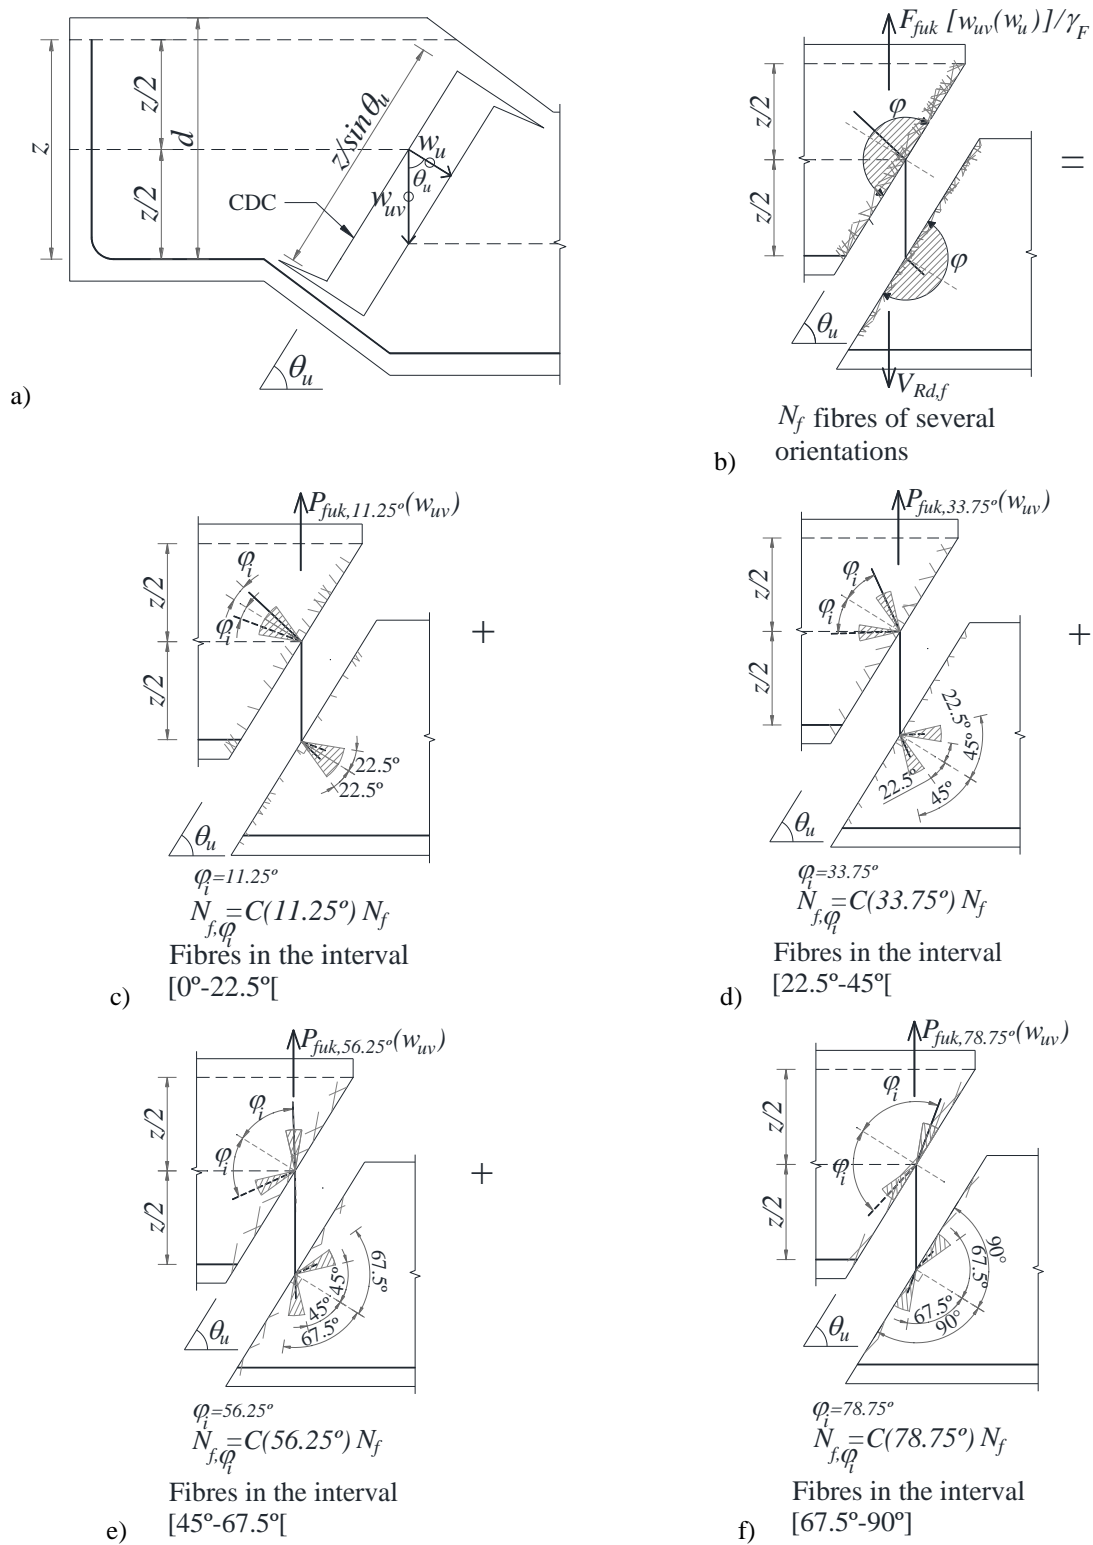 z
z/2
z/2
d
z/sinθu
wu
θu
wuv
CDC
θu
a)
Ffuk [wuv(wu)]/γF
z/2
z/2
φ
φ
=
θu
VRd,f
Nf fibres of several
orientations
b)
Pfuk,11.25º(wuv)
z/2
z/2
φi
φi
+
22.5º
22.5º
θu
φi=11.25º
Nf,φi=C(11.25º) Nf
Fibres in the interval
[0º-22.5º[
c)
Pfuk,33.75º(wuv)
z/2
z/2
φi
φi
+
22.5º
45º
22.5º
45º
θu
φi=33.75º
Nf,φi=C(33.75º) Nf
Fibres in the interval
[22.5º-45º[
d)
Pfuk,56.25º(wuv)
z/2
z/2
φi
φi
+
67.5º
45º
45º
67.5º
θu
φi=56.25º
Nf,φi=C(56.25º) Nf
Fibres in the interval
[45º-67.5º[
e)
Pfuk,78.75º(wuv)
z/2
z/2
φi
φi
90°
67.5º
67.5º
90°
θu
φi=78.75º
Nf,φi=C(78.75º) Nf
Fibres in the interval
[67.5º-90º]
f)